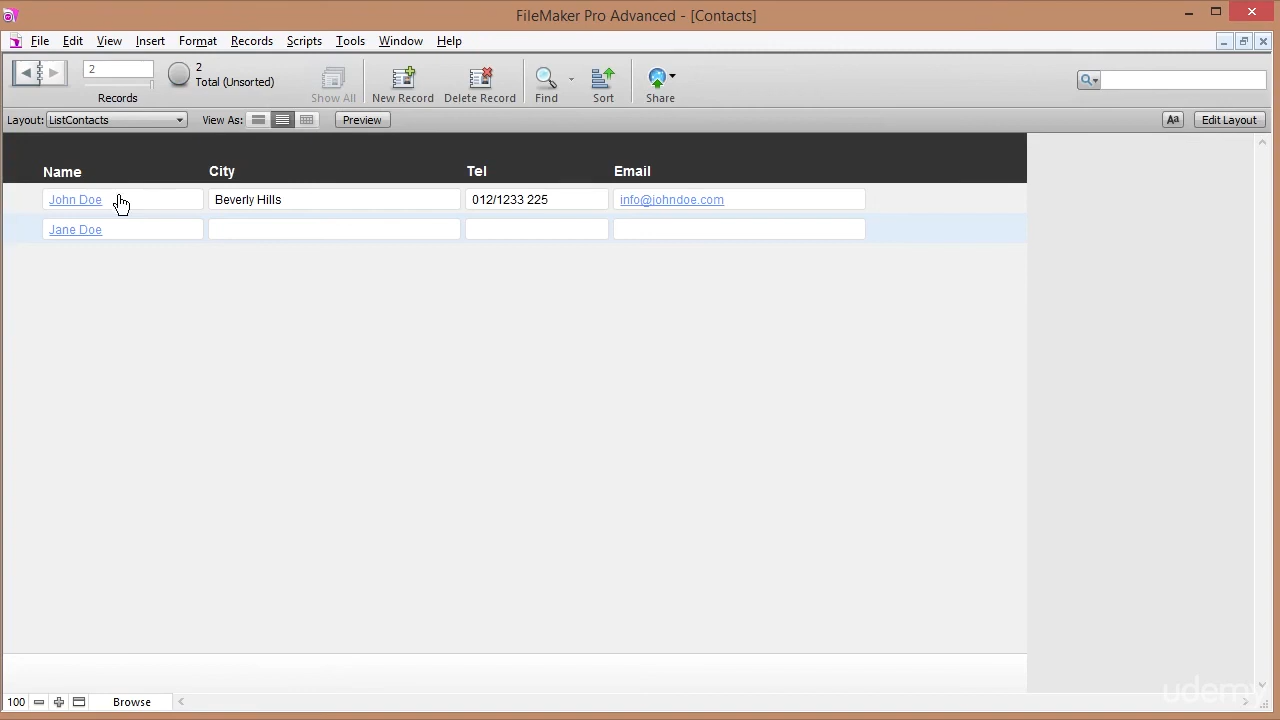 FileMaker Pro Advanced - [Contacts]
File Edit View Insert Format Records Scripts Tools Window Help
2
Records
2
Total (Unsorted)
Show All
New Record
Delete Record
Find
Sort
Share
Layout: ListContacts View As: Preview Aa Edit Layout
Name City Tel Email
John Doe Beverly Hills 012/1233 225 info@johndoe.com
Jane Doe
100 Browse
udemy